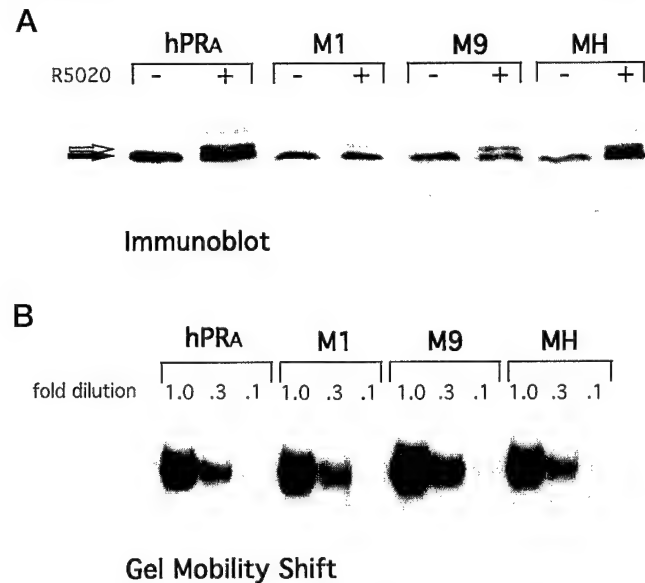 A
hPRA M1 M9 MH
R5020 - + - + - + - +
Immunoblot
B
hPRA M1 M9 MH
fold dilution 1.0 .3 .1 1.0 .3 .1 1.0 .3 .1 1.0 .3 .1
Gel Mobility Shift